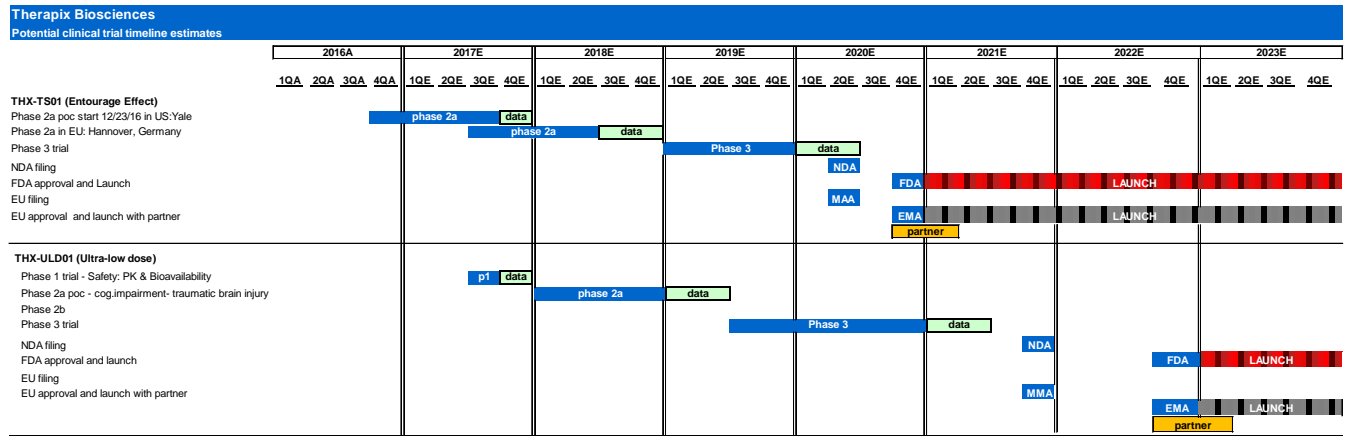 Therapix Biosciences
Potential clinical trial timeline estimates
2016A 2017E 2018E 2019E 2020E 2021E 2022E 2023E
1QA 2QA 3QA 4QA 1QE 2QE 3QE 4QE 1QE 2QE 3QE 4QE 1QE 2QE 3QE 4QE 1QE 2QE 3QE 4QE 1QE 2QE 3QE 4QE 1QE 2QE 3QE 4QE 1QE 2QE 3QE 4QE
THX-TS01 (Entourage Effect)
Phase 2a poc start 12/23/16 in US:Yale phase 2a data
Phase 2a in EU: Hannover, Germany phase 2a data
Phase 3 trial Phase 3 data
NDA filing NDA
FDA approval and Launch FDA LAUNCH
EU filing MAA
EU approval and launch with partner EMA LAUNCH
partner
THX-ULD01 (Ultra-low dose)
Phase 1 trial - Safety: PK & Bioavailability p1 data
Phase 2a poc - cog.impairment- traumatic brain injury phase 2a data
Phase 2b
Phase 3 trial Phase 3 data
NDA filing NDA
FDA approval and launch FDA LAUNCH
EU filing
EU approval and launch with partner MMA
EMA LAUNCH
partner